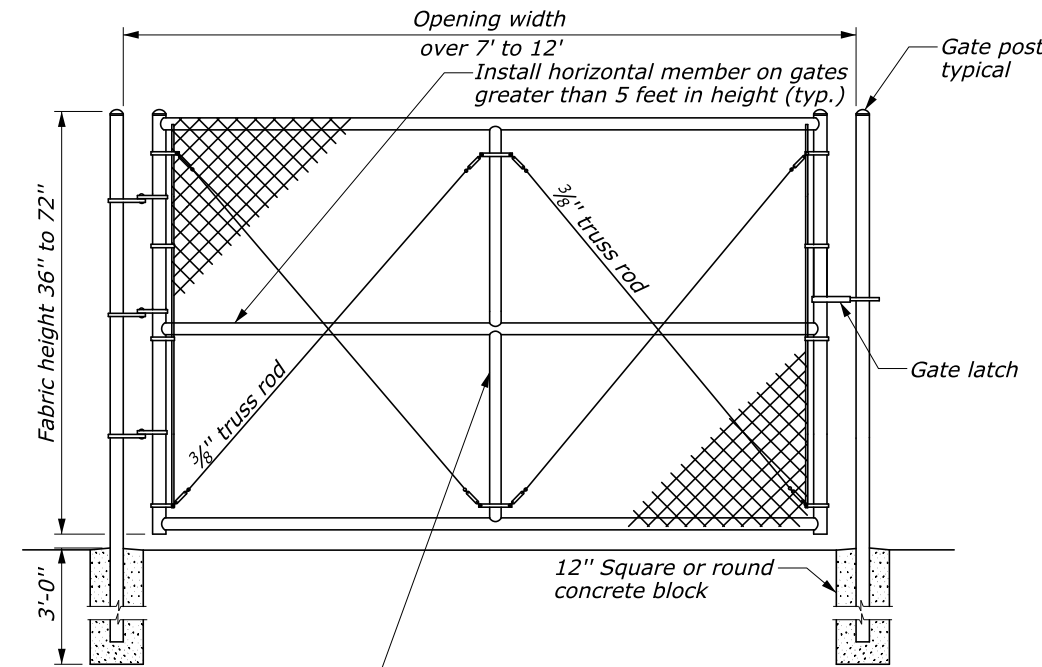 Opening width
over 7' to 12'
Install horizontal member on gates
greater than 5 feet in height (typ.)
Gate post
typical
Fabric height 36" to 72"
3/8" truss rod
3/8" truss rod
Gate latch
12" Square or round
concrete block
3'-0"